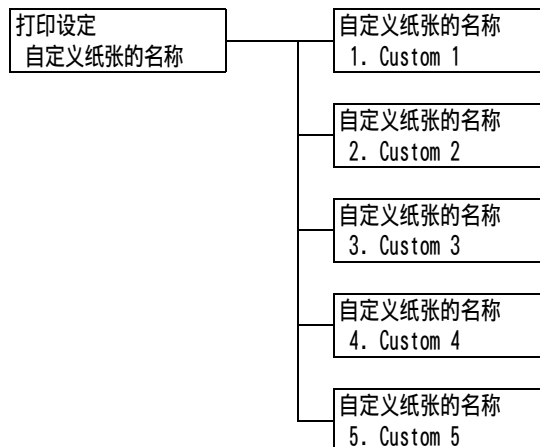 打印设定
自定义纸张的名称
自定义纸张的名称
1. Custom 1
自定义纸张的名称
2. Custom 2
自定义纸张的名称
3. Custom 3
自定义纸张的名称
4. Custom 4
自定义纸张的名称
5. Custom 5